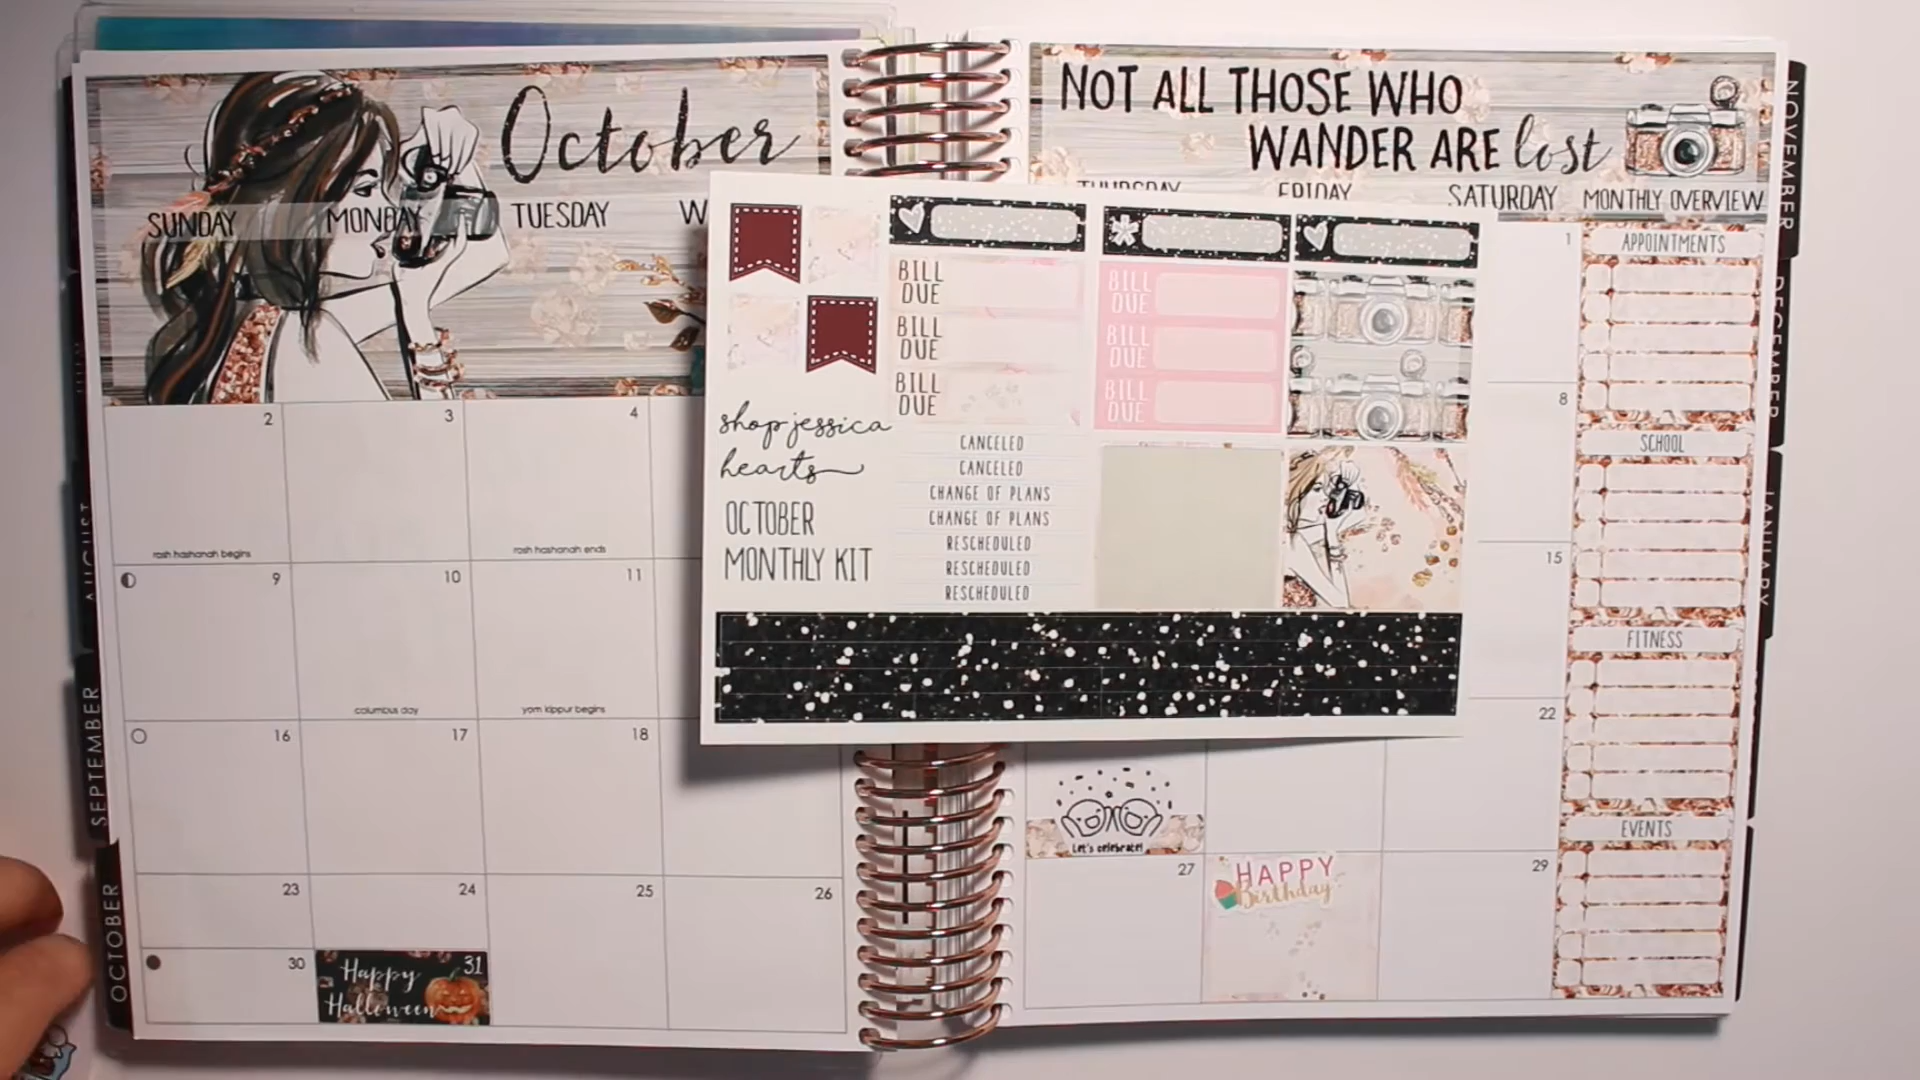 October
SUNDAY
MONDAY
TUESDAY
W
NOT ALL THOSE WHO
WANDER ARE lost
THURSDAY
FRIDAY
SATURDAY
MONTHLY OVERVIEW
BILL
DUE
BILL
DUE
BILL
DUE
BILL
DUE
BILL
DUE
BILL
DUE
shop jessica
hearts
OCTOBER
MONTHLY KIT
CANCELED
CANCELED
CHANGE OF PLANS
CHANGE OF PLANS
RESCHEDULED
RESCHEDULED
RESCHEDULED
2
3
4
rosh hashanah begins
rosh hashanah ends
9
10
11
columbus day
yom kippur begins
16
17
18
23
24
25
26
30
31
Happy
Halloween
1
8
15
22
Let's celebrate!
27
HAPPY
Birthday
29
APPOINTMENTS
SCHOOL
FITNESS
EVENTS
AUGUST
SEPTEMBER
OCTOBER
NOVEMBER
DECEMBER
JANUARY